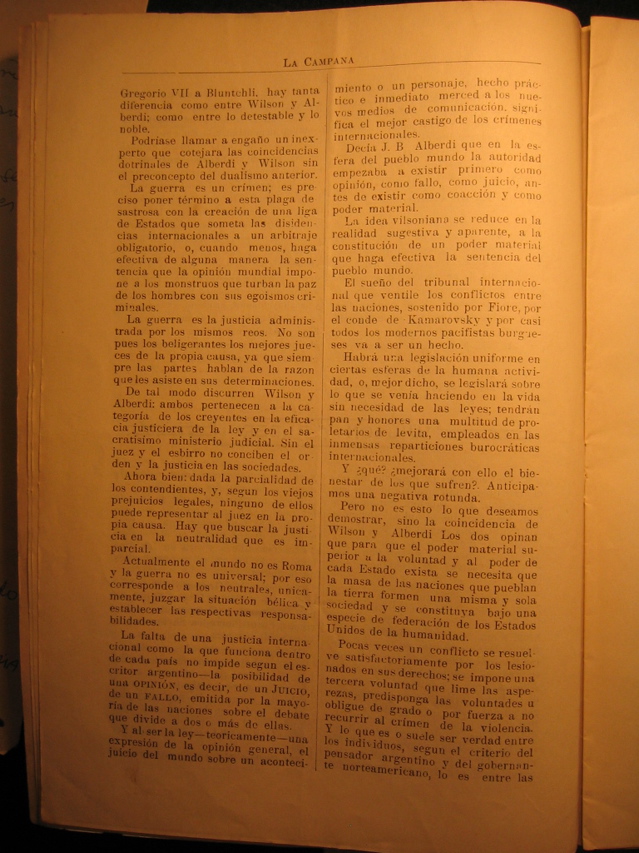 LA CAMPANA
Gregorio VII a Bluntchli, hay tanta
diferencia como entre Wilson y Al-
berdi; como entre lo detestable y lo
noble.
Podríase llamar a engaño un inex-
perto que cotejara las coincidencias
dotrinales de Alberdi y Wilson sin
el preconcepto del dualismo anterior.
La guerra es un crimen; es pre
ciso poner término a esta plaga de-
sastrosa con la creación de una liga
de Estados que someta las disiden-
cias internacionales a un arbitraje
obligatorio, o, cuando menos, haga
efectiva de alguna manera la sen-
tencia que la opinión mundial impo-
ne a los monstruos que turban la paz
de los hombres con sus egoismos cri-
minales.
La guerra es la justicia adminis-
trada por los mismos reos. No son
pues los beligerantes los mejores jue-
ces de la propia causa, ya que siem-
pre las partes hablan de la razon
que les asiste en sus determinaciones.
De tal modo discurren Wilson y
Alberdi: ambos pertenecen a la ca-
tegoría de los creyentes en la efica-
cia justiciera de la ley y en el sa-
cratísimo ministerio judicial. Sin el
juez y el esbirro no conciben el or
den y la justicia en las sociedades.
Ahora bien: dada la parcialidad de
los contendientes, y, segun los viejos
prejuicios legales, ninguno de ellos
puede representar al juez en la pro-
pia causa. Hay que buscar la justi-
cia en la neutralidad que es im-
parcial.
Actualmente el mundo no es Roma
y la guerra no es universal; por eso
corresponde a los neutrales, unica-
mente, juzgar la situación bélica y
establecer las respectivas responsa-
bilidades.
La falta de una justicia interna-
cional como la que funciona dentro
de cada país no impide segun el es-
critor argentino—la posibilidad de
una OPINIÓN, es decir, de un JUICIO,
de un FALLO, emitida por la mayo-
ría de las naciones sobre el debate
que divide a dos o más de ellas.
Y al ser la ley—teoricamente—una
expresión de la opinión general, el
juicio del mundo sobre un aconteci-
miento o un personaje, hecho prác-
tico e inmediato merced a los nue-
vos medios de comunicación, signi-
fica el mejor castigo de los crímenes
internacionales.
Decía J. B Alberdi que en la es-
fera del pueblo mundo la autoridad
empezaba a existir primero como
opinión, como fallo, como juicio, an-
tes de existir como coacción y como
poder material.
La idea vilsoniana se reduce en la
realidad sugestiva y aparente, a la
constitución de un poder material
que haga efectiva la sentencia del
pueblo mundo.
El sueño del tribunal internacio-
nal que ventile los conflictos entre
las naciones, sostenido por Fiore, por
el conde de Kamarovsky y por casi
todos los modernos pacifistas burgue-
ses va a ser un hecho.
Habrá una legislación uniforme en
ciertas esferas de la humana activi-
dad, o, mejor dicho, se legislará sobre
lo que se venía haciendo en la vida
sin necesidad de las leyes; tendrán
pan y honores una multitud de pro-
letarios de levita, empleados en las
inmensas reparticiones burocráticas
internacionales.
Y ¿qué? ¿mejorará con ello el bie-
nestar de los que sufren?. Anticipa-
mos una negativa rotunda.
Pero no es esto lo que deseamos
demostrar, sino la coincidencia de
Wilson y Alberdi Los dos opinan
que para que el poder material su-
perior a la voluntad y al poder de
cada Estado exista se necesita que
la masa de las naciones que pueblan
la tierra formen una misma y sola
sociedad y se constituya bajo una
especie de federación de los Estados
Unidos de la humanidad.
Pocas veces un conflicto se resuel-
ve satisfactoriamente por los lesio-
nados en sus derechos; se impone una
tercera voluntad que lime las aspe-
rezas, predisponga las voluntades u
obligue de grado o por fuerza a no
recurrir al crimen de la violencia.
Y lo que es o suele ser verdad entre
los individuos, segun el criterio del
pensador argentino y del gobernan-
te norteamericano, lo es entre las